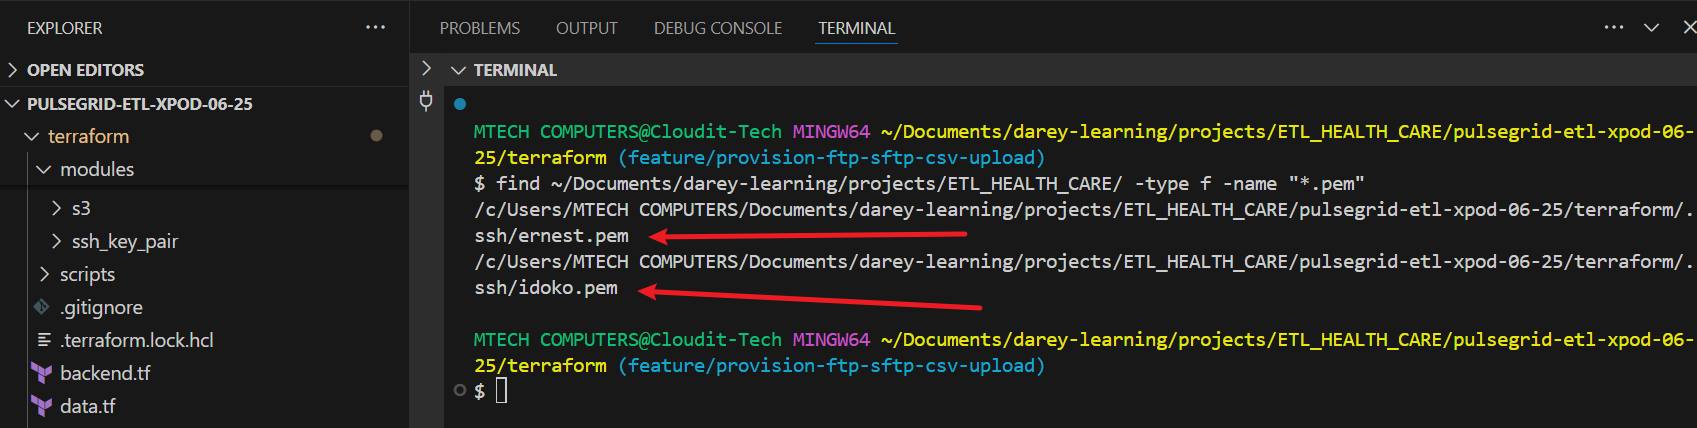 EXPLORER
OPEN EDITORS
PULSEGRID-ETL-XPOD-06-25
terraform
modules
s3
ssh_key_pair
scripts
.gitignore
.terraform.lock.hcl
backend.tf
data.tf
PROBLEMS OUTPUT DEBUG CONSOLE TERMINAL
TERMINAL
MTECH COMPUTERS@Cloudit-Tech MINGW64 ~/Documents/darey-learning/projects/ETL_HEALTH_CARE/pulsegrid-etl-xpod-06-
25/terraform (feature/provision-ftp-sftp-csv-upload)
$ find ~/Documents/darey-learning/projects/ETL_HEALTH_CARE/ -type f -name "*.pem"
/c/Users/MTECH COMPUTERS/Documents/darey-learning/projects/ETL_HEALTH_CARE/pulsegrid-etl-xpod-06-25/terraform/.
ssh/ernest.pem
/c/Users/MTECH COMPUTERS/Documents/darey-learning/projects/ETL_HEALTH_CARE/pulsegrid-etl-xpod-06-25/terraform/.
ssh/idoko.pem
MTECH COMPUTERS@Cloudit-Tech MINGW64 ~/Documents/darey-learning/projects/ETL_HEALTH_CARE/pulsegrid-etl-xpod-06-
25/terraform (feature/provision-ftp-sftp-csv-upload)
$